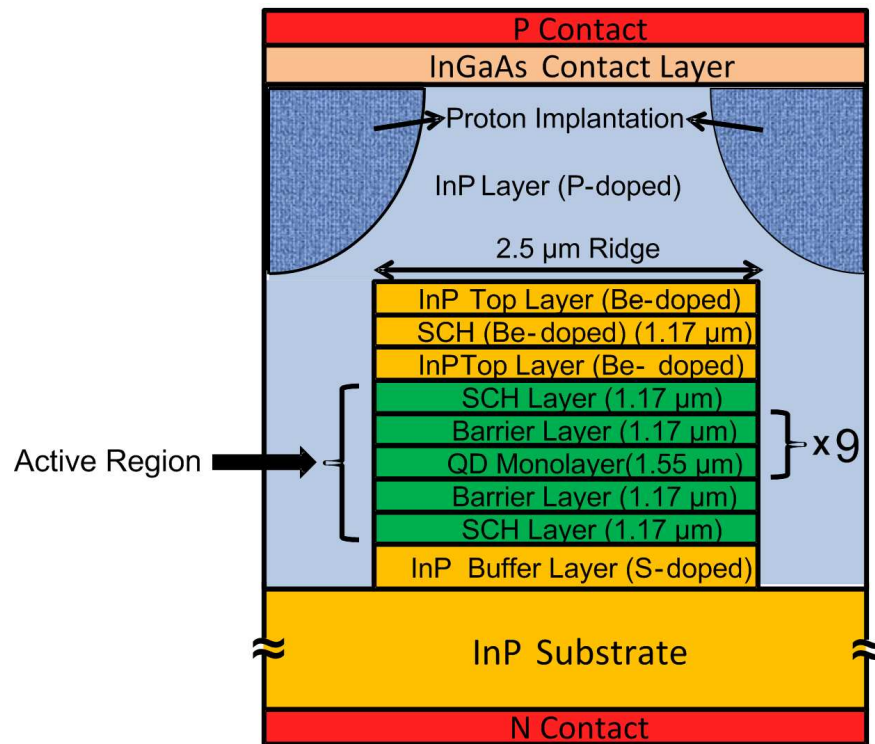 P Contact
InGaAs Contact Layer
Proton Implantation
InP Layer (P-doped)
2.5 µm Ridge
InP Top Layer (Be-doped)
SCH (Be-doped) (1.17 µm)
InPTop Layer (Be- doped)
SCH Layer (1.17 µm)
Barrier Layer (1.17 µm)
x 9
Active Region
QD Monolayer(1.55 µm)
Barrier Layer (1.17 µm)
SCH Layer (1.17 µm)
InP Buffer Layer (S-doped)
InP Substrate
N Contact